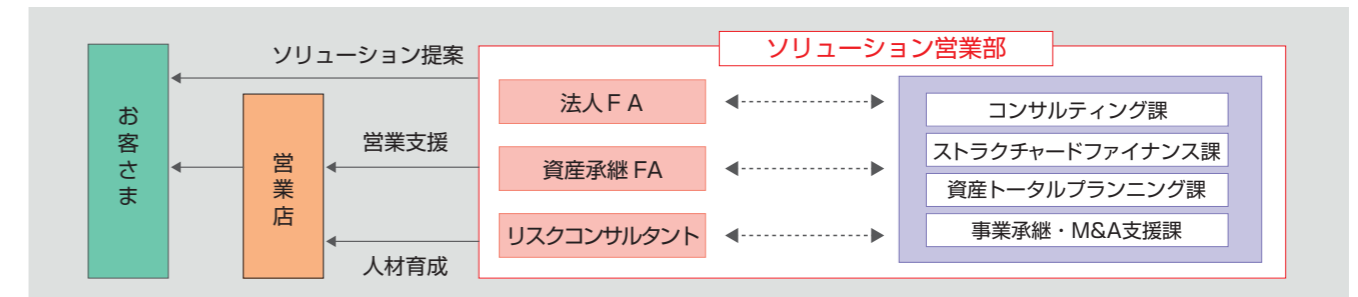 ソリューション営業部
ソリューション提案
お客さま
営業店
営業支援
人材育成
法人ＦＡ
資産承継 FA
リスクコンサルタント
コンサルティング課
ストラクチャードファイナンス課
資産トータルプランニング課
事業承継・M&A支援課